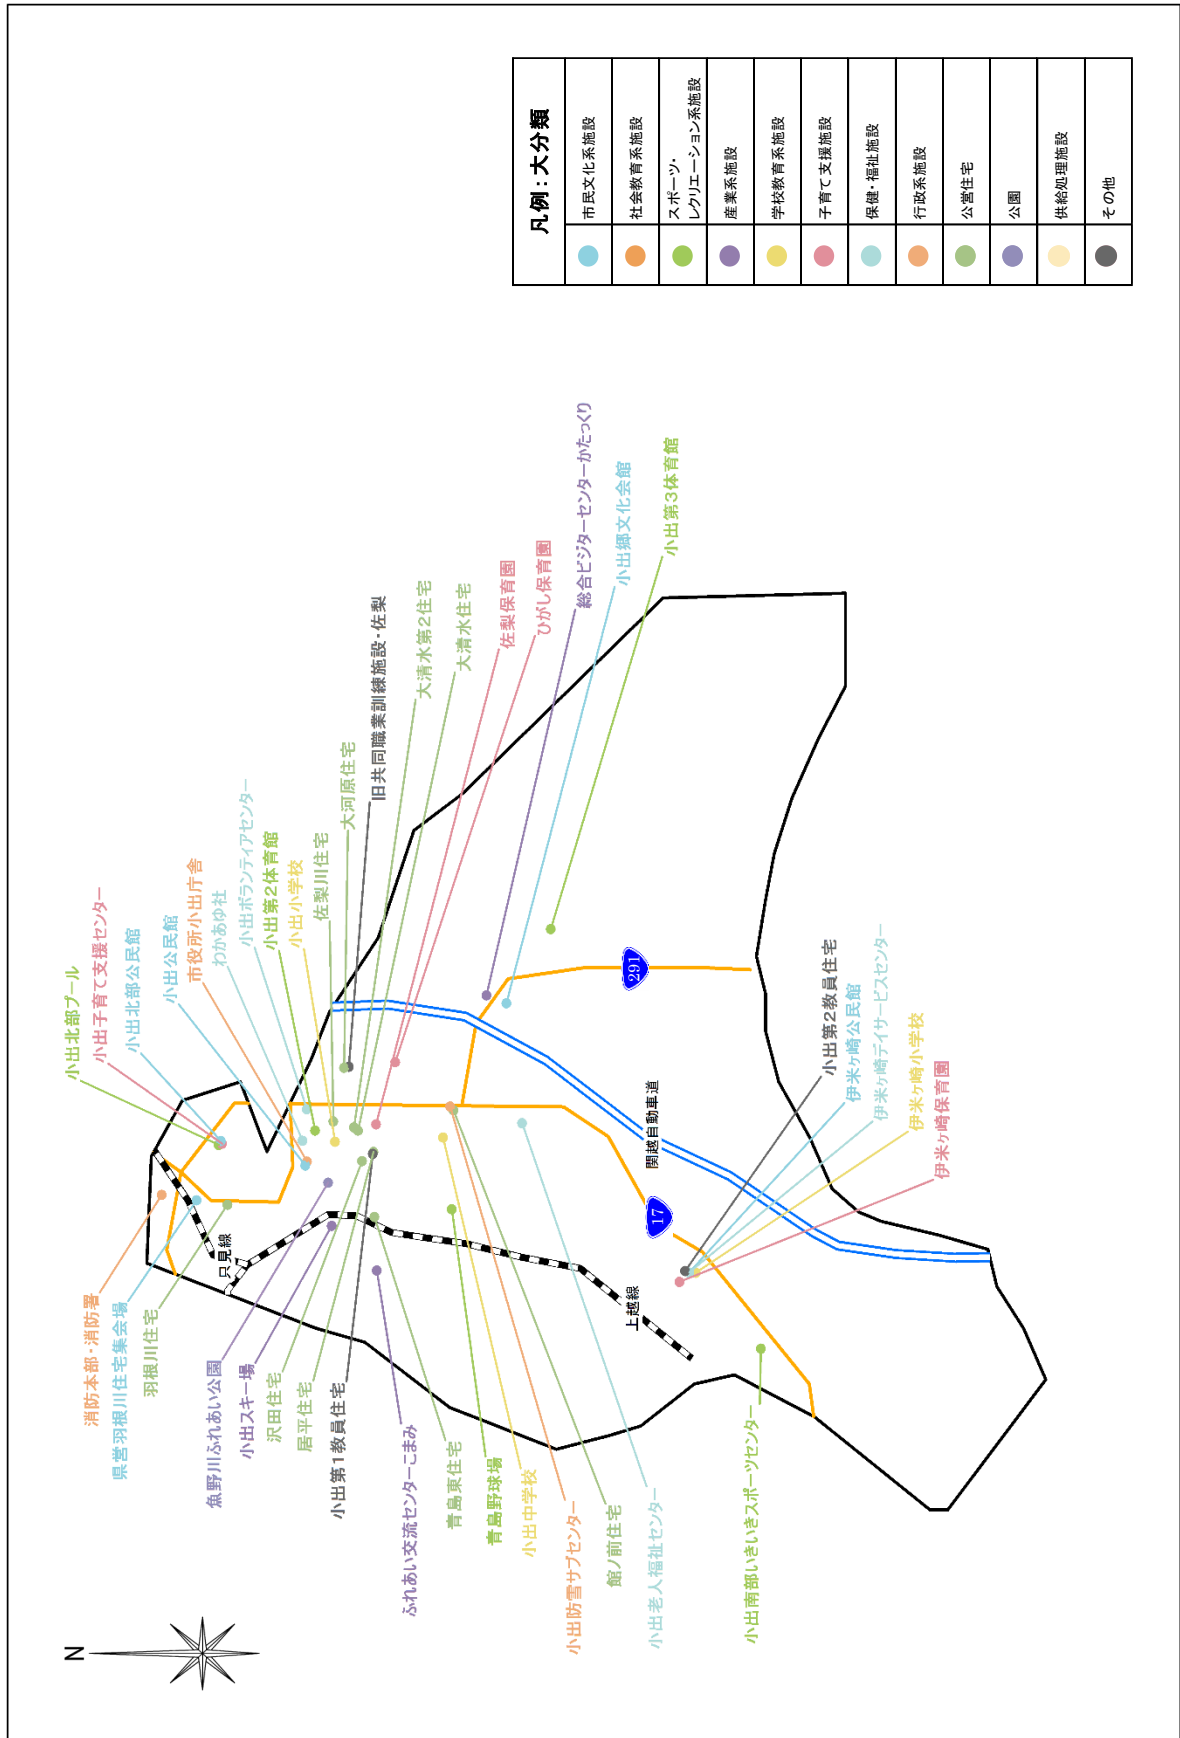 N
凡例：大分類
市民文化系施設
社会教育系施設
スポーツ・
レクリエーション系施設
産業系施設
学校教育系施設
子育て支援施設
保健・福祉施設
行政系施設
公営住宅
公園
供給処理施設
その他
小出北部プール
小出子育て支援センター
小出北部公民館
小出公民館
市役所小出庁舎
わかあゆ社
小出ボランティアセンター
小出第2体育館
小出小学校
佐梨川住宅
大河原住宅
旧共同職業訓練施設・佐梨
大清水第2住宅
大清水住宅
佐梨保育園
ひがし保育園
総合ビジターセンターかたっくり
小出郷文化会館
小出第3体育館
小出第2教員住宅
伊米ヶ崎公民館
伊米ヶ崎デイサービスセンター
伊米ヶ崎小学校
伊米ヶ崎保育園
291
17
関越自動車道
只見線
上越線
消防本部・消防署
県営羽根川住宅集会場
羽根川住宅
魚野川ふれあい公園
小出スキー場
沢田住宅
居平住宅
小出第1教員住宅
ふれあい交流センターこまみ
青島東住宅
青島野球場
小出中学校
小出防雪サブセンター
館ノ前住宅
小出老人福祉センター
小出南部いきいきスポーツセンター